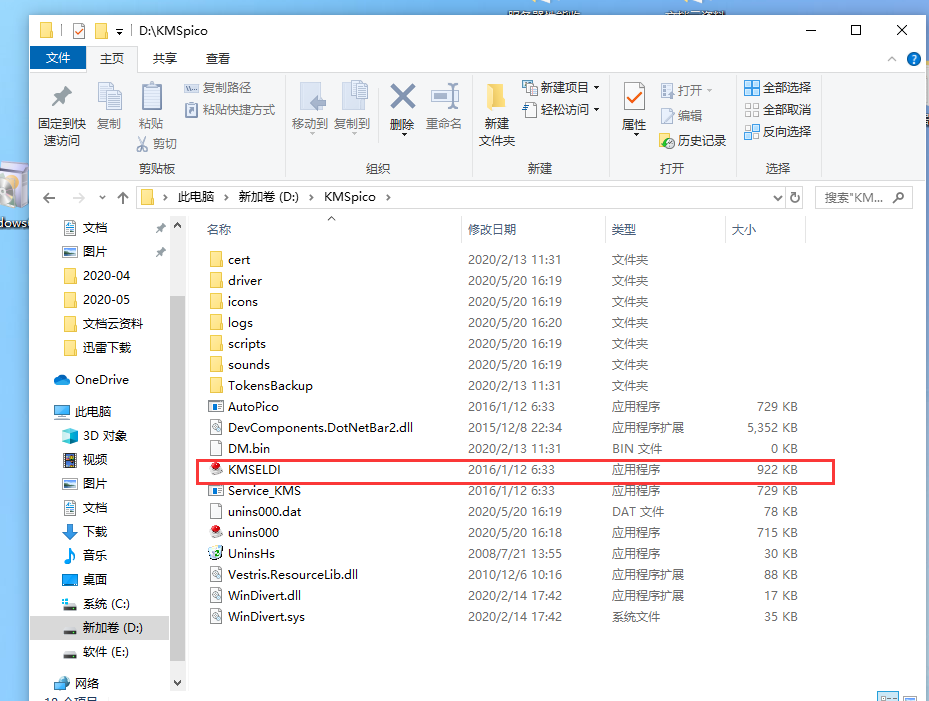 D:\KMSpico
文件 主页 共享 查看
固定到快速访问
复制
粘贴
复制路径
粘贴快捷方式
剪切
剪贴板
移动到
复制到
删除
重命名
组织
新建文件夹
新建项目
轻松访问
新建
属性
打开
编辑
历史记录
打开
全部选择
全部取消
反向选择
选择
此电脑 新加卷 (D:) KMSpico
搜索"KM...
文档
图片
2020-04
2020-05
文档云资料
迅雷下载
OneDrive
此电脑
3D 对象
视频
图片
文档
下载
音乐
桌面
系统 (C:)
新加卷 (D:)
软件 (E:)
网络
名称 修改日期 类型 大小
cert 2020/2/13 11:31 文件夹
driver 2020/5/20 16:19 文件夹
icons 2020/5/20 16:19 文件夹
logs 2020/5/20 16:20 文件夹
scripts 2020/5/20 16:19 文件夹
sounds 2020/5/20 16:19 文件夹
TokensBackup 2020/2/13 11:31 文件夹
AutoPico 2016/1/12 6:33 应用程序 729 KB
DevComponents.DotNetBar2.dll 2015/12/8 22:34 应用程序扩展 5,352 KB
DM.bin 2020/2/13 11:31 BIN 文件 0 KB
KMSELDI 2016/1/12 6:33 应用程序 922 KB
Service_KMS 2016/1/12 6:33 应用程序 729 KB
unins000.dat 2020/5/20 16:19 DAT 文件 78 KB
unins000 2020/5/20 16:18 应用程序 715 KB
UninsHs 2008/7/21 13:55 应用程序 30 KB
Vestris.ResourceLib.dll 2010/12/6 10:16 应用程序扩展 88 KB
WinDivert.dll 2020/2/14 17:42 应用程序扩展 17 KB
WinDivert.sys 2020/2/14 17:42 系统文件 35 KB